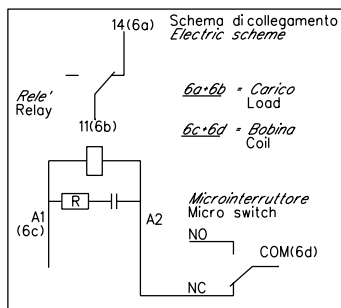 14(6a)
Schema di collegamento
Electric scheme
Rele'
Relay
6a+6b = Carico
Load
11(6b)
6c+6d = Bobina
Coil
R
A1
(6c)
A2
Microinterruttore
Micro switch
NO
COM(6d)
NC